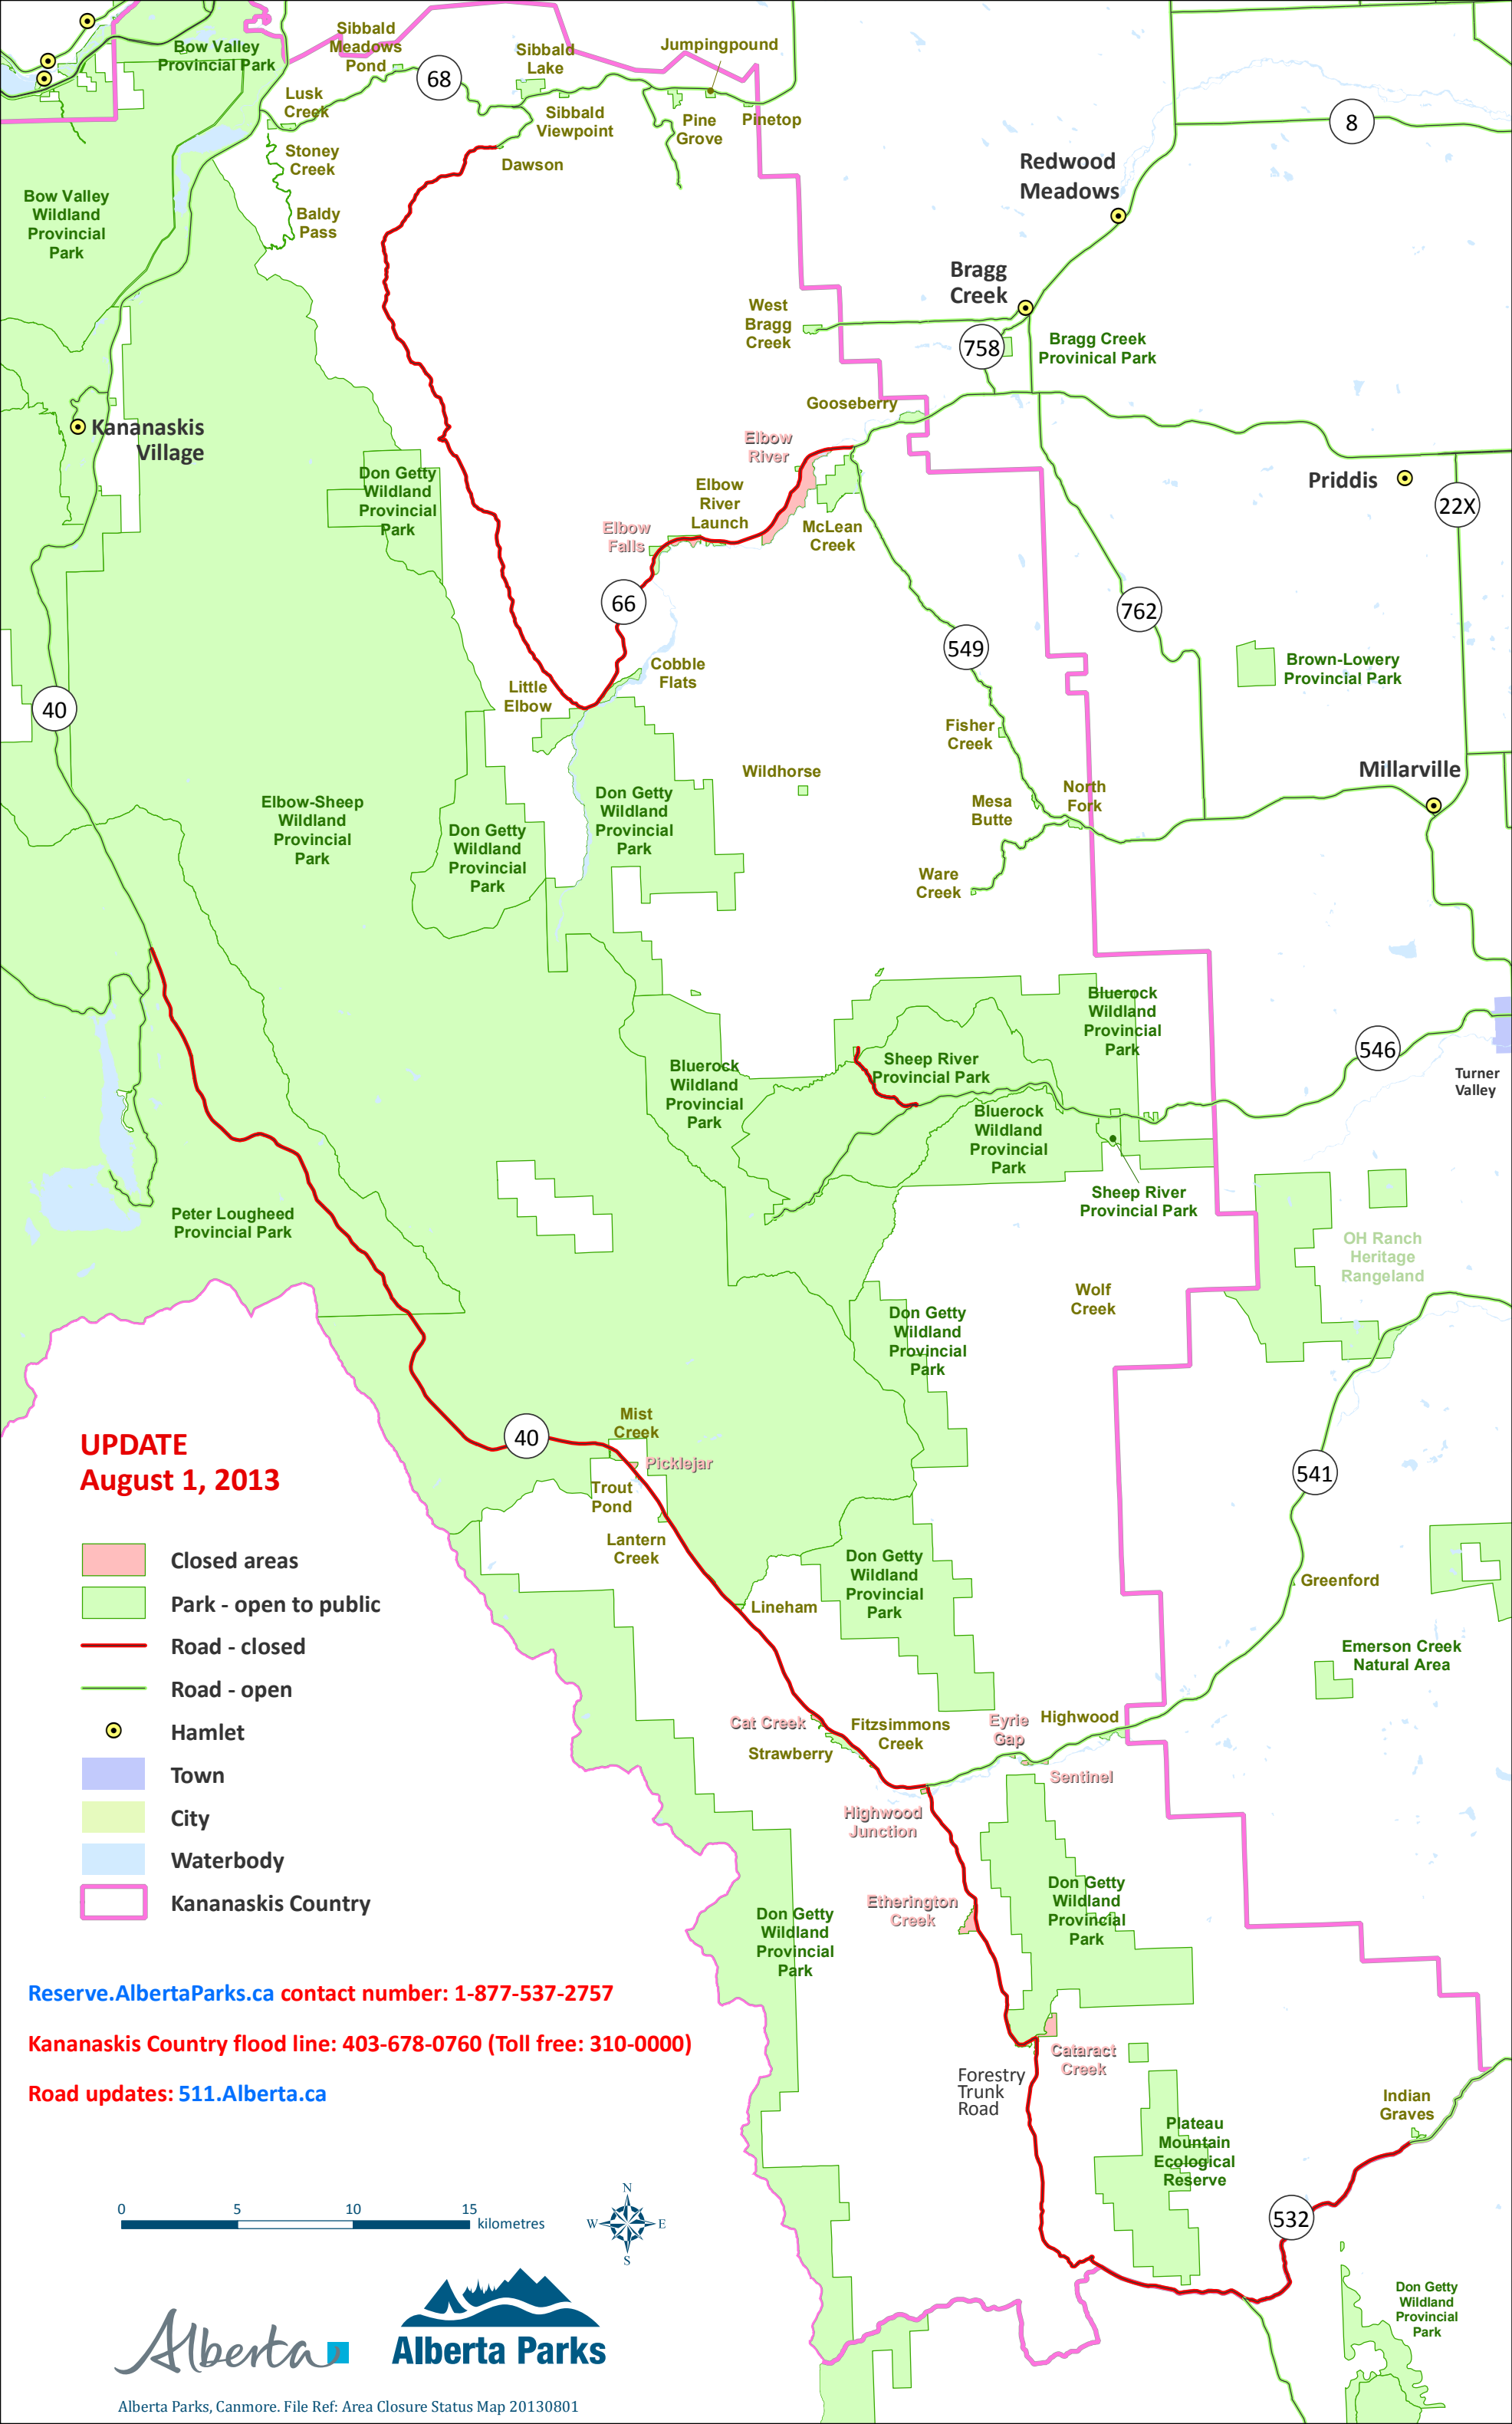 Bow Valley
Provincial Park
Sibbald
Meadows
Pond
68
Sibbald
Lake
Jumpingpound
Lusk
Creek
Sibbald
Viewpoint
Pine
Grove
Pinetop
8
Stoney
Creek
Dawson
Redwood
Meadows
Bow Valley
Wildland
Provincial
Park
Baldy
Pass
Bragg
Creek
West
Bragg
Creek
758
Bragg Creek
Provinical Park
Gooseberry
Kananaskis
Village
Elbow
River
Don Getty
Wildland
Provincial
Park
Elbow
River
Launch
Priddis
22X
Elbow
Falls
McLean
Creek
66
762
549
Cobble
Flats
Brown-Lowery
Provincial Park
Little
Elbow
40
Fisher
Creek
Wildhorse
Millarville
Elbow-Sheep
Wildland
Provincial
Park
Don Getty
Wildland
Provincial
Park
Don Getty
Wildland
Provincial
Park
Mesa
Butte
North
Fork
Ware
Creek
Bluerock
Wildland
Provincial
Park
546
Sheep River
Provincial Park
Bluerock
Wildland
Provincial
Park
Turner
Valley
Bluerock
Wildland
Provincial
Park
Sheep River
Provincial Park
Peter Lougheed
Provincial Park
OH Ranch
Heritage
Rangeland
Wolf
Creek
Don Getty
Wildland
Provincial
Park
Mist
Creek
40
Picklejar
541
Trout
Pond
Lantern
Creek
Don Getty
Wildland
Provincial
Park
Greenford
Lineham
Emerson Creek
Natural Area
Cat Creek
Fitzsimmons
Creek
Eyrie
Gap
Highwood
Strawberry
Sentinel
Highwood
Junction
Etherington
Creek
Don Getty
Wildland
Provincial
Park
Don Getty
Wildland
Provincial
Park
Cataract
Creek
Forestry
Trunk
Road
Indian
Graves
Plateau
Mountain
Ecological
Reserve
532
Don Getty
Wildland
Provincial
Park
UPDATE
August 1, 2013
Closed areas
Park - open to public
Road - closed
Road - open
Hamlet
Town
City
Waterbody
Kananaskis Country
Reserve.AlbertaParks.ca contact number: 1-877-537-2757
Kananaskis Country flood line: 403-678-0760 (Toll free: 310-0000)
Road updates: 511.Alberta.ca
0 5 10 15
kilometres
N
W E
S
Alberta
Alberta Parks
Alberta Parks, Canmore. File Ref: Area Closure Status Map 20130801